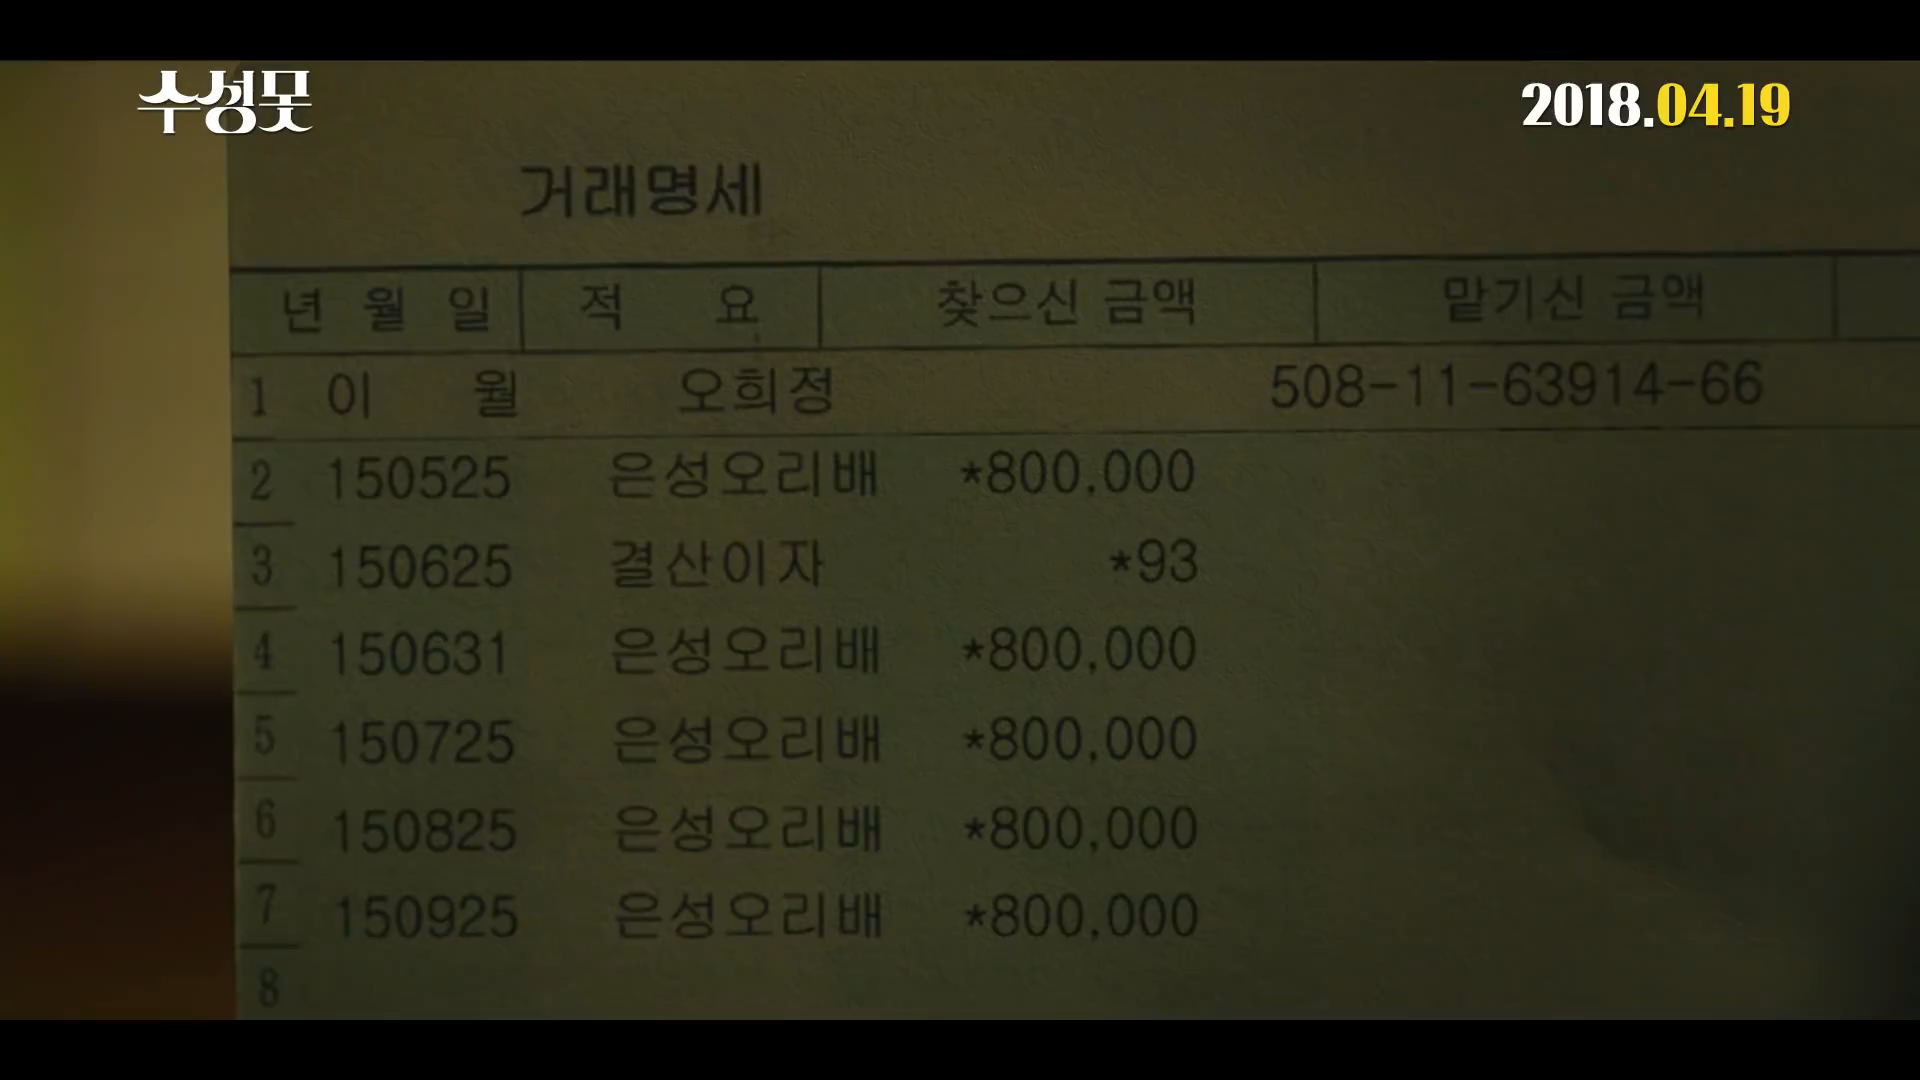 수성못
2018.04.19
거래명세
년 월 일 적 요 찾으신 금액 맡기신 금액
1 이 월 오희정 508-11-63914-66
2 150525 은성오리배 *800,000
3 150625 결산이자 *93
4 150631 은성오리배 *800,000
5 150725 은성오리배 *800,000
6 150825 은성오리배 *800,000
7 150925 은성오리배 *800,000
8